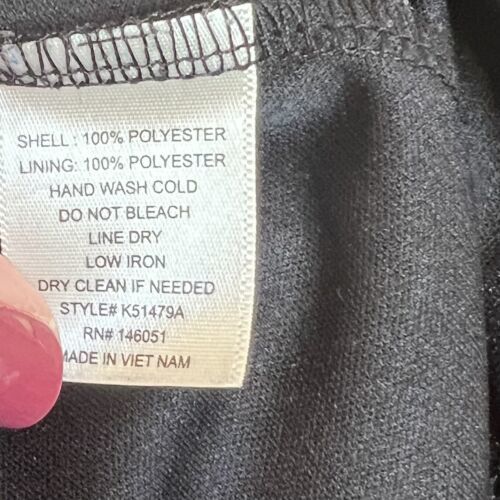 SHELL : 100% POLYESTER
LINING: 100% POLYESTER
HAND WASH COLD
DO NOT BLEACH
LINE DRY
LOW IRON
DRY CLEAN IF NEEDED
STYLE# K51479A
RN# 146051
MADE IN VIET NAM